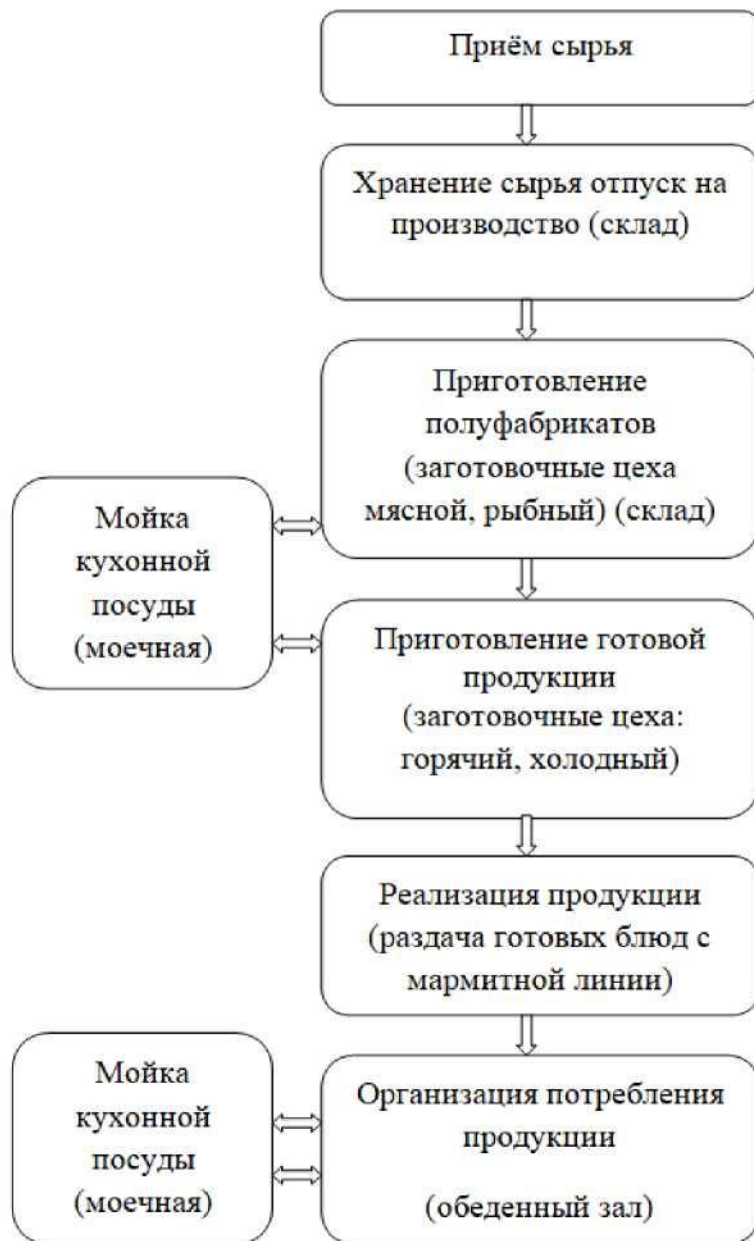 Приём сырья
Хранение сырья отпуск на
производство (склад)
Приготовление
полуфабрикатов
(заготовочные цеха
мясной, рыбный) (склад)
Мойка
кухонной
посуды
(моечная)
Приготовление готовой
продукции
(заготовочные цеха:
горячий, холодный)
Реализация продукции
(раздача готовых блюд с
мармитной линии)
Мойка
кухонной
посуды
(моечная)
Организация потребления
продукции
(обеденный зал)